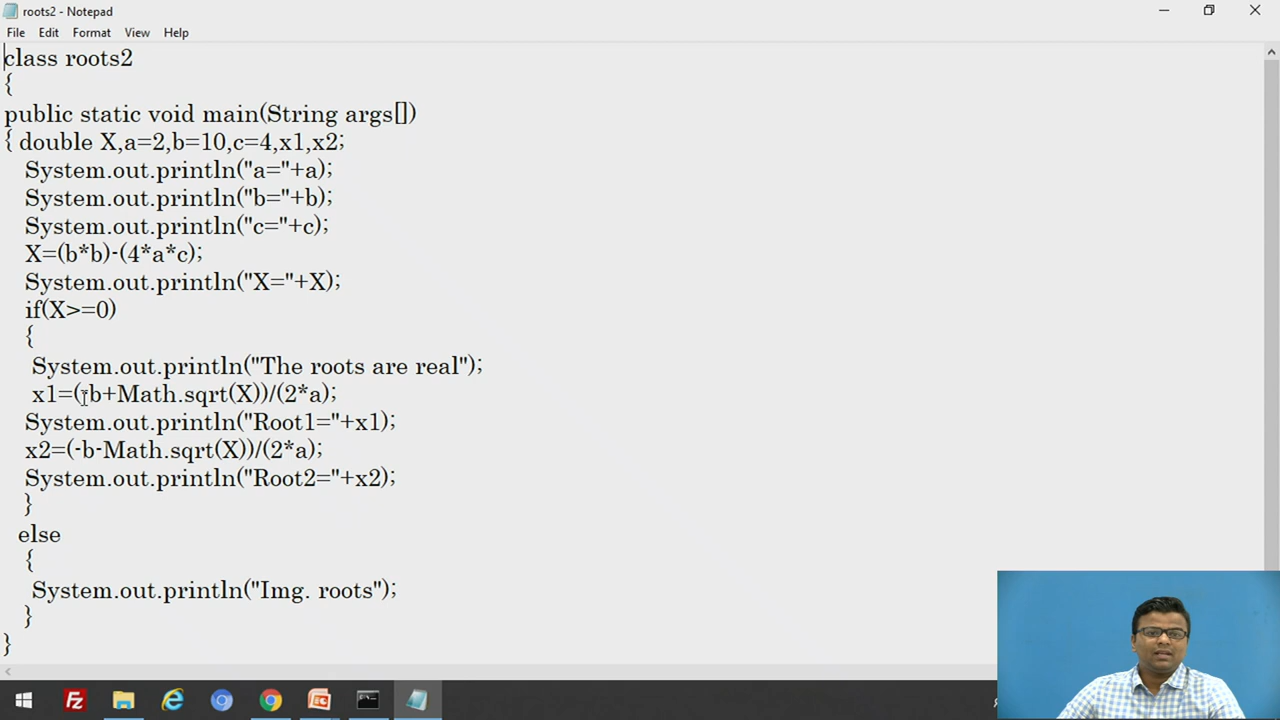 roots2 - Notepad
File Edit Format View Help
class roots2
{
public static void main(String args[])
{ double X,a=2,b=10,c=4,x1,x2;
System.out.println("a="+a);
System.out.println("b="+b);
System.out.println("c="+c);
X=(b*b)-(4*a*c);
System.out.println("X="+X);
if(X>=0)
{
System.out.println("The roots are real");
x1=(-b+Math.sqrt(X))/(2*a);
System.out.println("Root1="+x1);
x2=(-b-Math.sqrt(X))/(2*a);
System.out.println("Root2="+x2);
}
else
{
System.out.println("Img. roots");
}
}